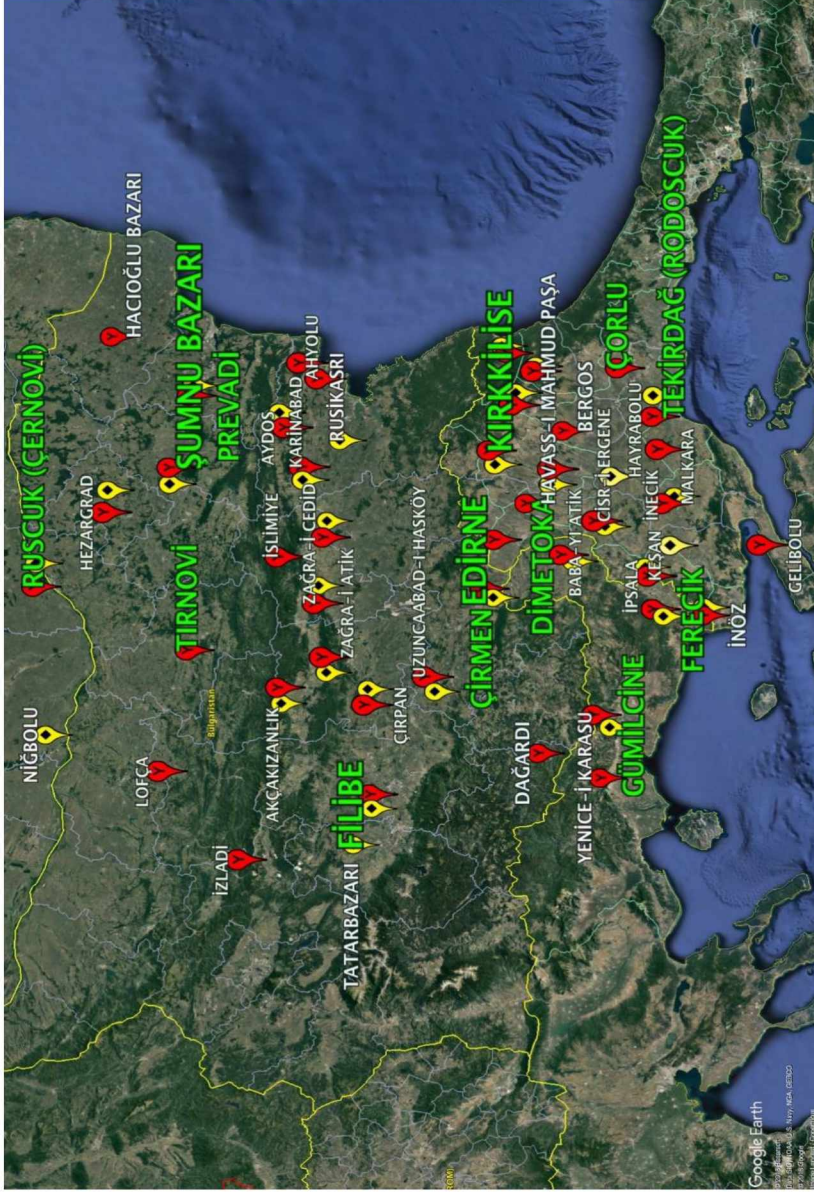 RUSCUK (ÇERNOVİ)
NİĞBOLU
HEZARGRAD
HACIOĞLU BAZARI
LOFÇA
TIRNOVİ
ŞUMNU BAZARI
PREVADİ
Bulgaristan
İZLADİ
AKÇAKIZANLIK
İSLİMİYE
AYDOS
KARINABAD
AHYOLU
ZAĞRA-İ CEDİD
RUSİKASRI
ZAĞRA-İ ATİK
FİLİBE
TATARBAZARI
ÇIRPAN
UZUNCAABAD-I HASKÖY
ÇİRMEN
EDİRNE
KIRKKİLİSE
DAĞARDI
DİMETOKA
HAVASS-I MAHMUD PAŞA
BABA-YI ATİK
BERGOS
YENİCE-İ KARASU
CİSR-İ ERGENE
ÇORLU
GÜMİLCİNE
İPSALA
HAYRABOLU
KEŞAN
İNECİK
TEKİRDAĞ (RODOSCUK)
FERECİK
MALKARA
İNÖZ
GELİBOLU
Google Earth